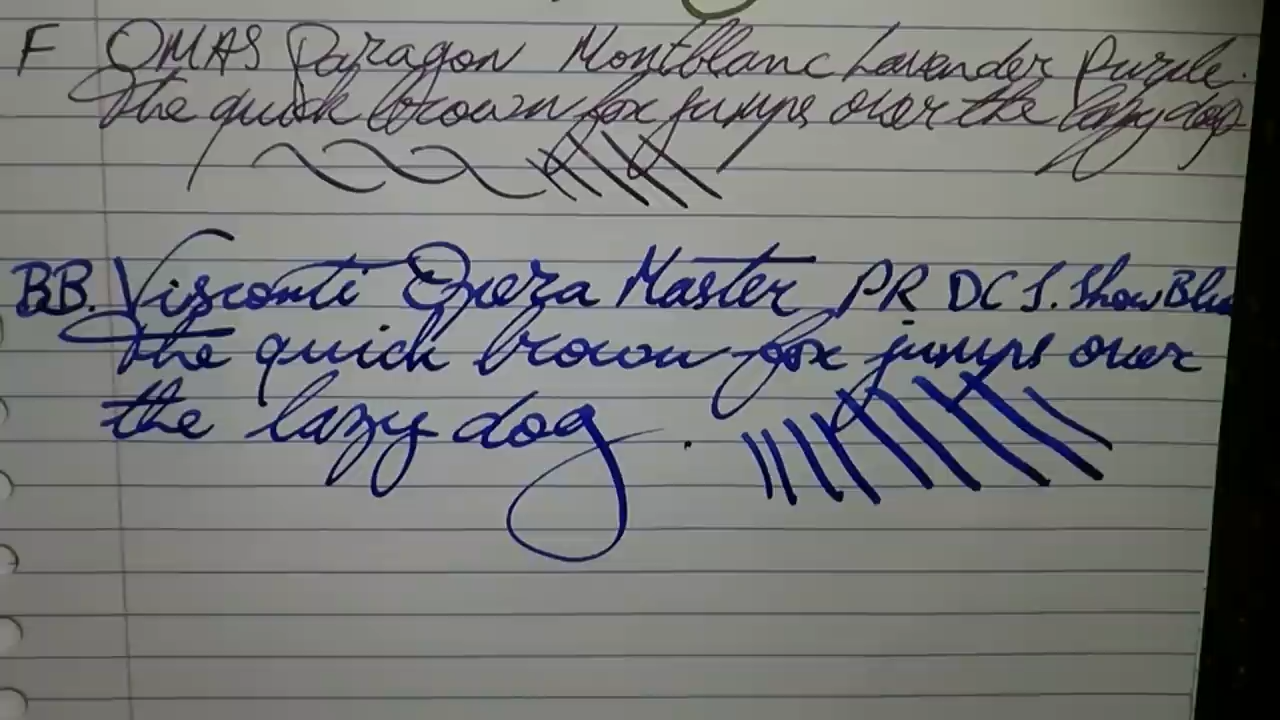 F OMAS Paragon Montblanc Lavender Purple.
The quick brown fox jumps over the lazy dog
BB. Visconti Opera Master PR DC S. Show Blue
The quick brown fox jumps over
the lazy dog.